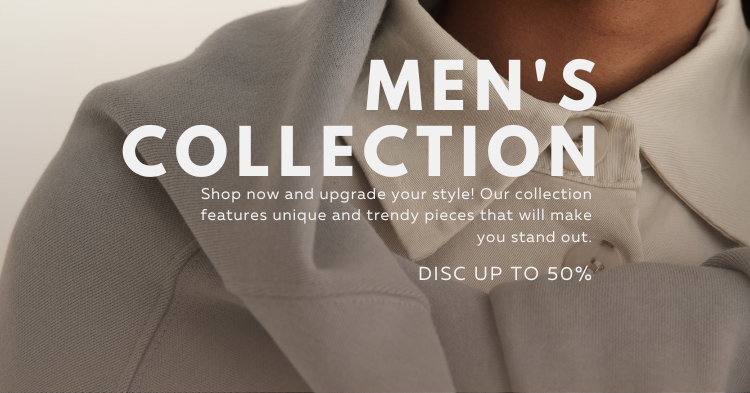 MEN'S
COLLECTION
Shop now and upgrade your style! Our collection
features unique and trendy pieces that will make
you stand out.
DISC UP TO 50%